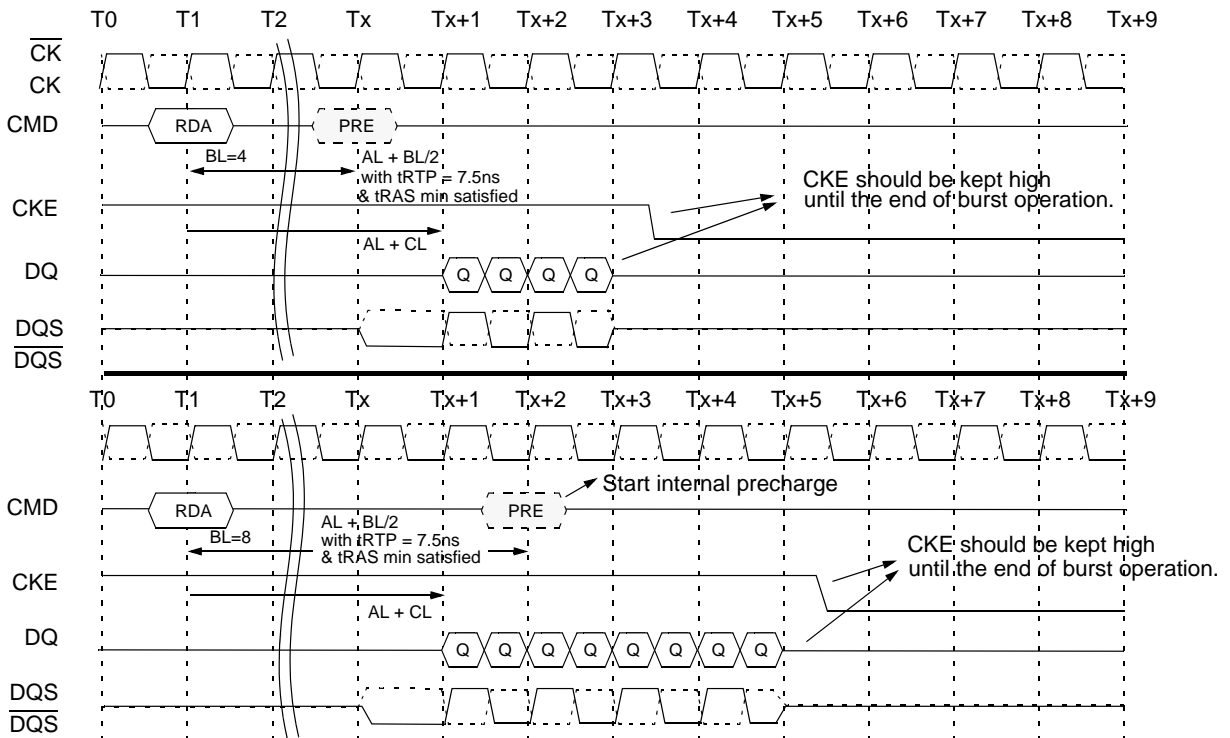 T0 T1 T2 Tx Tx+1 Tx+2 Tx+3 Tx+4 Tx+5 Tx+6 Tx+7 Tx+8 Tx+9
CK
CK
CMD RDA PRE
BL=4 AL + BL/2
with tRTP = 7.5ns
& tRAS min satisfied
CKE should be kept high
until the end of burst operation.
CKE
AL + CL
DQ Q Q Q Q
DQS
DQS
T0 T1 T2 Tx Tx+1 Tx+2 Tx+3 Tx+4 Tx+5 Tx+6 Tx+7 Tx+8 Tx+9
Start internal precharge
CMD RDA PRE
BL=8 AL + BL/2
with tRTP = 7.5ns
& tRAS min satisfied
CKE should be kept high
until the end of burst operation.
CKE
AL + CL
DQ Q Q Q Q Q Q Q Q
DQS
DQS